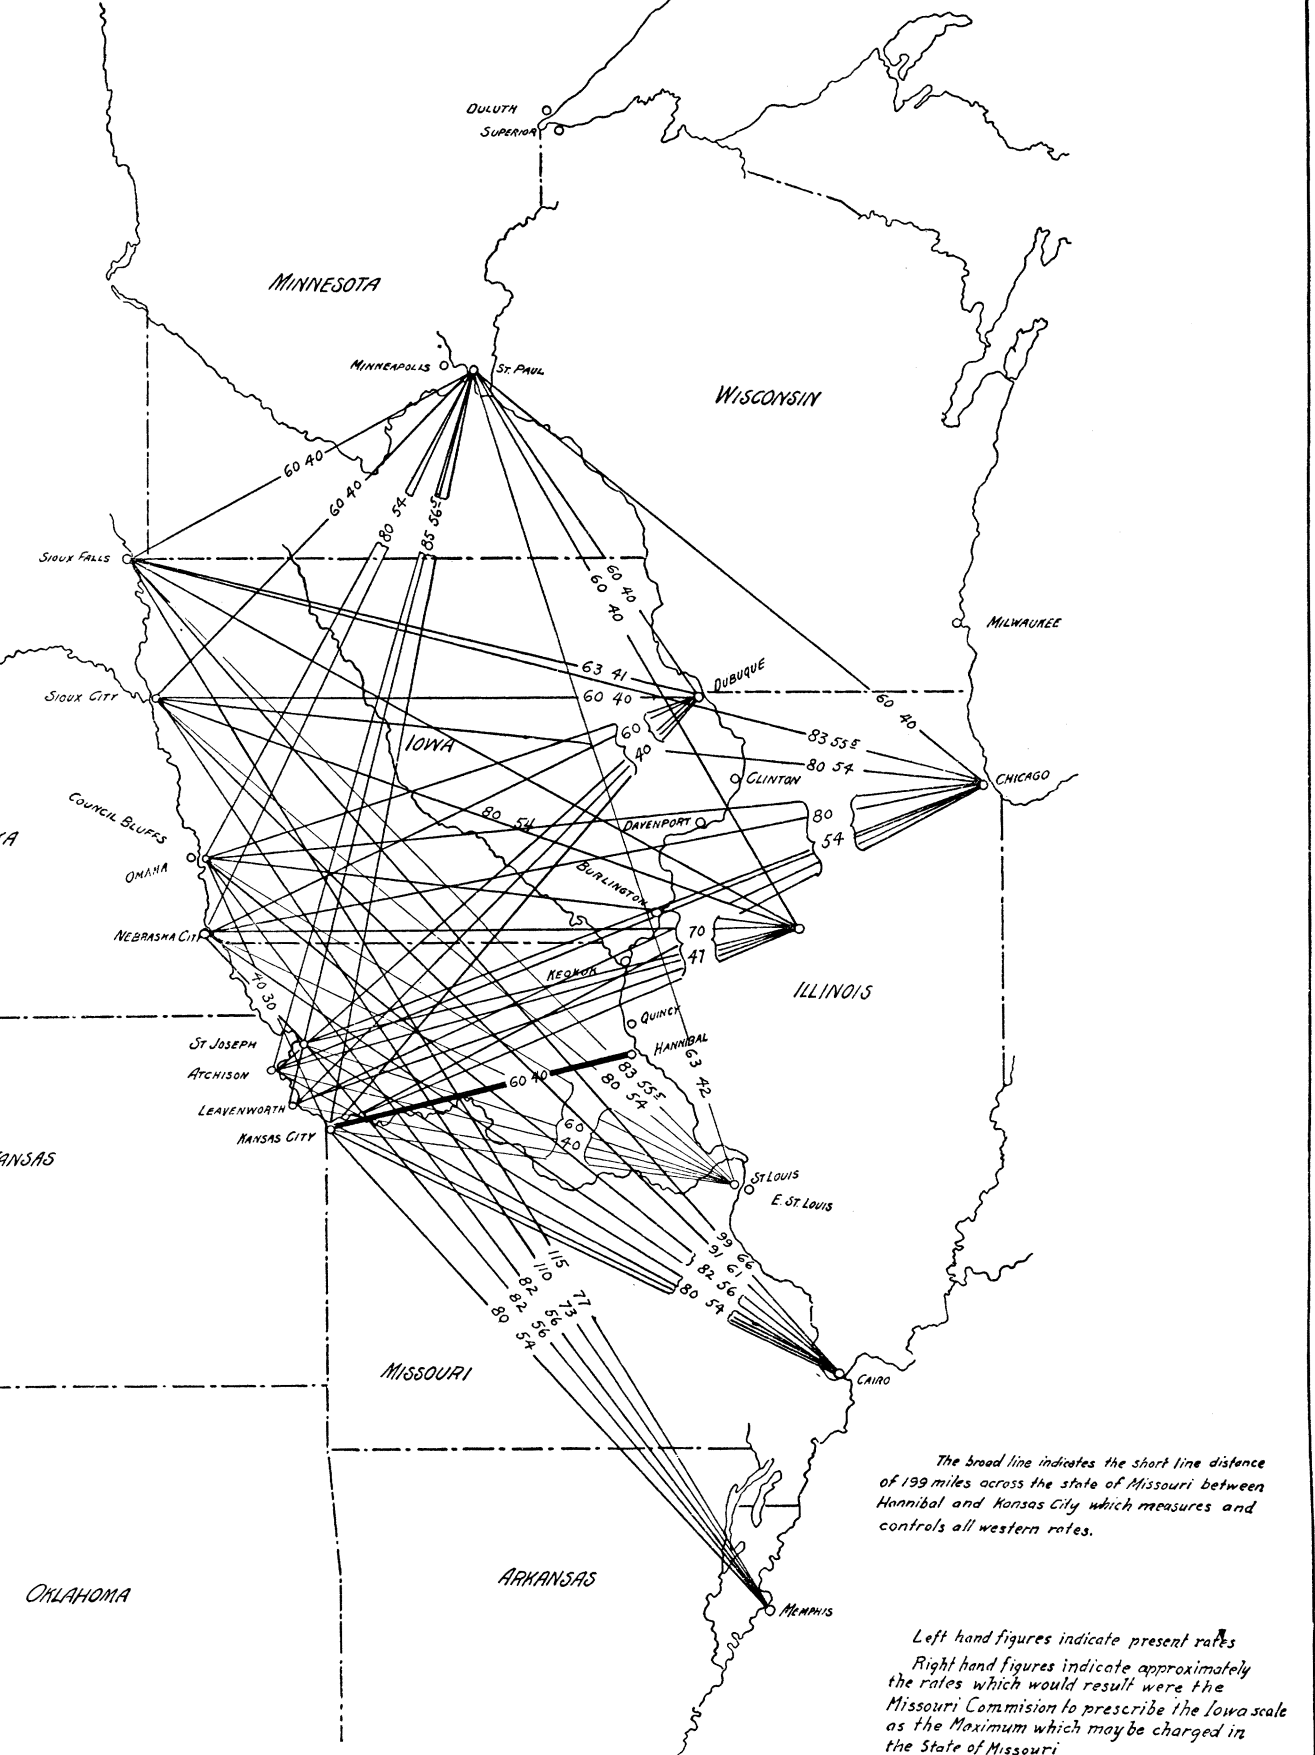 DULUTH
SUPERIOR
MINNESOTA
MINNEAPOLIS
ST. PAUL
WISCONSIN
60 40
60 40
80 54
85 56⁵
SIOUX FALLS
60 40
60 40
MILWAUKEE
63 41
DUBUQUE
SIOUX CITY
60 40
60 40
60
40
83 55⁵
IOWA
80 54
CLINTON
CHICAGO
COUNCIL BLUFFS
80 54
DAVENPORT
80
54
TA
OMAHA
BURLINGTON
NEBRASKA CITY
70
47
KEOKUK
40 30
ILLINOIS
QUINCY
ST JOSEPH
HANNIBAL
63 42
ATCHISON
60 40
83 55⁵
80 54
LEAVENWORTH
KANSAS CITY
60
40
ANSAS
ST LOUIS
E. ST. LOUIS
99 66
91 61
82 56
80 54
115 77
110 73
82 56
82 56
80 54
MISSOURI
CAIRO
The broad line indicates the short line distance
of 199 miles across the state of Missouri between
Hannibal and Kansas City which measures and
controls all western rates.
ARKANSAS
OKLAHOMA
MEMPHIS
Left hand figures indicate present rates
Right hand figures indicate approximately
the rates which would result were the
Missouri Commision to prescribe the Iowa scale
as the Maximum which may be charged in
the State of Missouri